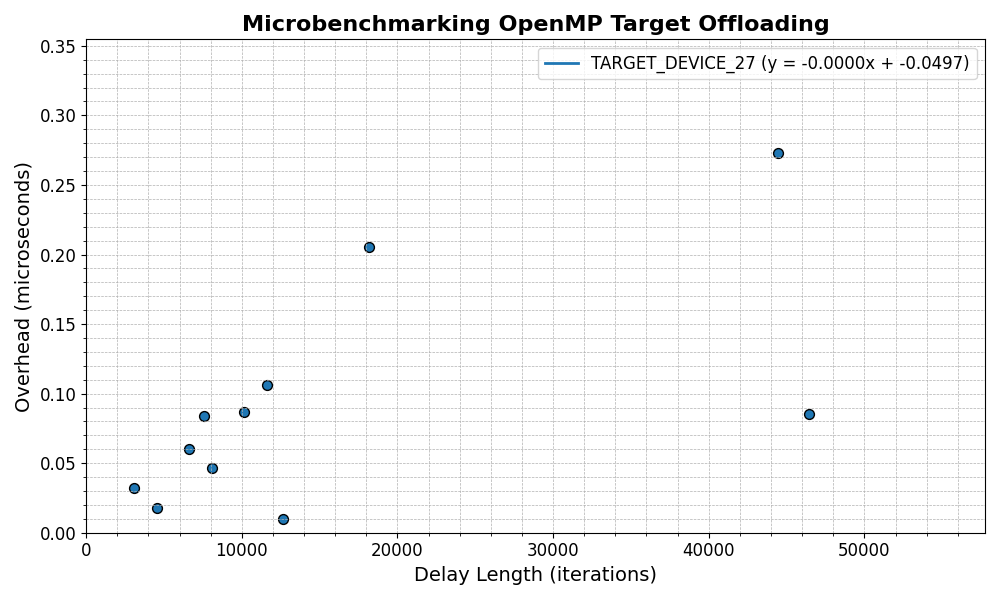 Microbenchmarking OpenMP Target Offloading
TARGET_DEVICE_27 (y = -0.0000x + -0.0497)
Overhead (microseconds)
0.35
0.30
0.25
0.20
0.15
0.10
0.05
0.00
0 10000 20000 30000 40000 50000
Delay Length (iterations)